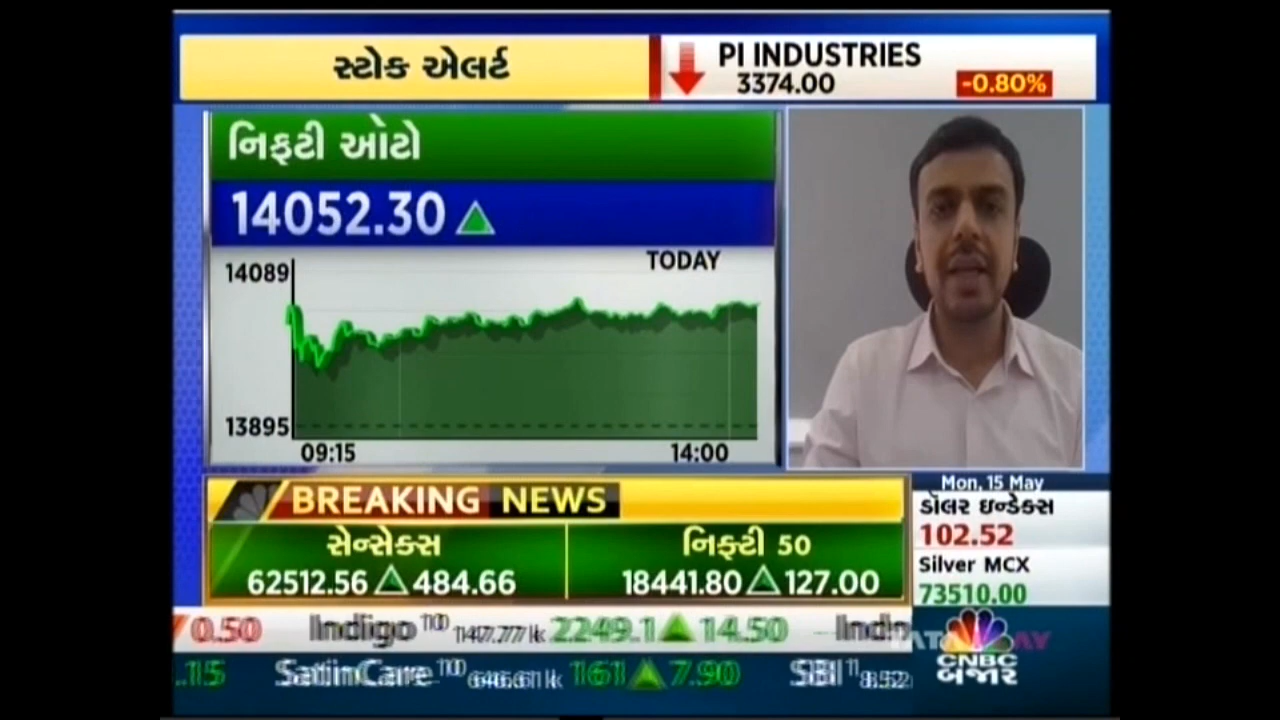 સ્ટોક એલર્ટ
PI INDUSTRIES
3374.00 -0.80%
નિફ્ટી ઓટો
14052.30
TODAY
14089
13895
09:15 14:00
BREAKING NEWS
સેન્સેક્સ
62512.56 484.66
નિફ્ટી 50
18441.80 127.00
Mon, 15 May
ડૉલર ઇન્ડેક્સ
102.52
Silver MCX
73510.00
0.50 Indigo 2249.1 14.50
.15 SatinCare 161 7.90 SBI
CNBC
બજાર